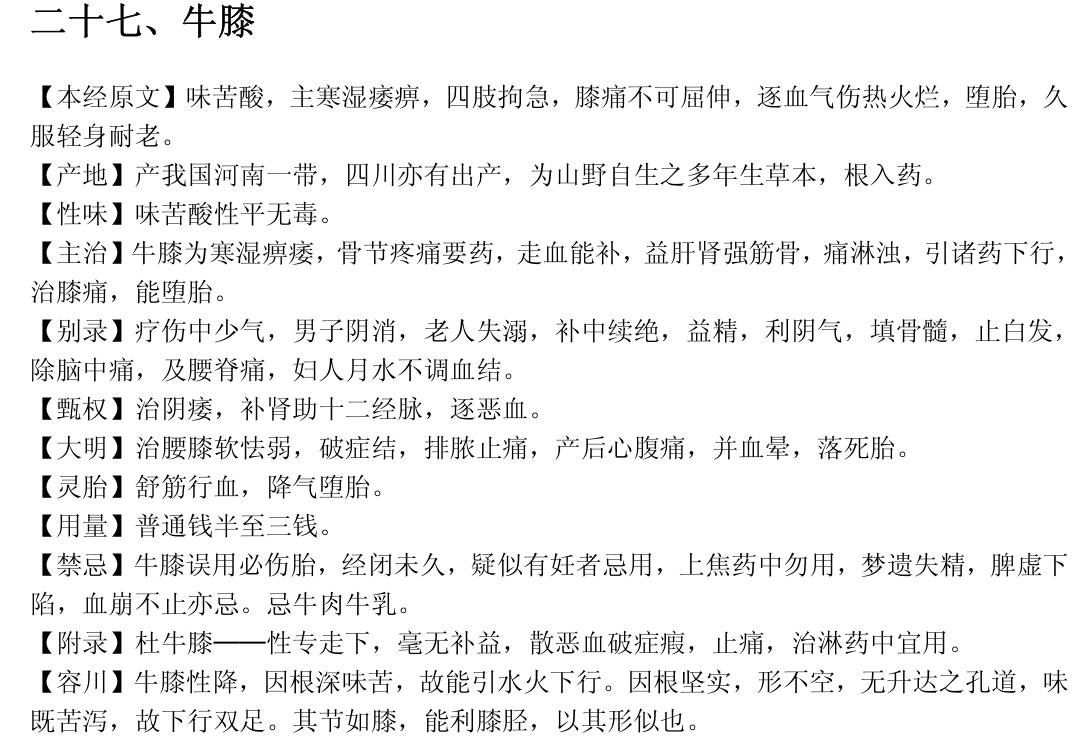 二十七、牛膝
【本经原文】味苦酸，主寒湿痿痹，四肢拘急，膝痛不可屈伸，逐血气伤热火烂，堕胎，久
服轻身耐老。
【产地】产我国河南一带，四川亦有出产，为山野自生之多年生草本，根入药。
【性味】味苦酸性平无毒。
【主治】牛膝为寒湿痹痿，骨节疼痛要药，走血能补，益肝肾强筋骨，痛淋浊，引诸药下行，
治膝痛，能堕胎。
【别录】疗伤中少气，男子阴消，老人失溺，补中续绝，益精，利阴气，填骨髓，止白发，
除脑中痛，及腰脊痛，妇人月水不调血结。
【甄权】治阴痿，补肾助十二经脉，逐恶血。
【大明】治腰膝软怯弱，破症结，排脓止痛，产后心腹痛，并血晕，落死胎。
【灵胎】舒筋行血，降气堕胎。
【用量】普通钱半至三钱。
【禁忌】牛膝误用必伤胎，经闭未久，疑似有妊者忌用，上焦药中勿用，梦遗失精，脾虚下
陷，血崩不止亦忌。忌牛肉牛乳。
【附录】杜牛膝——性专走下，毫无补益，散恶血破症瘕，止痛，治淋药中宜用。
【容川】牛膝性降，因根深味苦，故能引水火下行。因根坚实，形不空，无升达之孔道，味
既苦泻，故下行双足。其节如膝，能利膝胫，以其形似也。